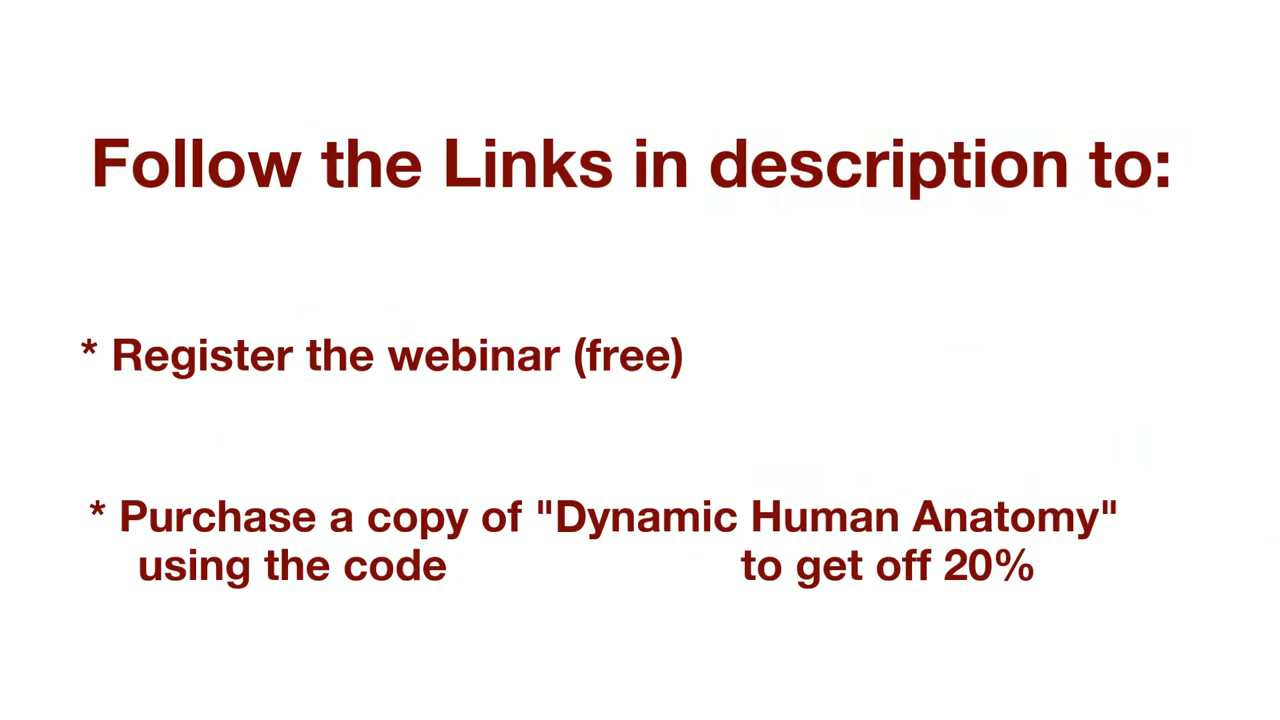 Follow the Links in description to:
* Register the webinar (free)
* Purchase a copy of "Dynamic Human Anatomy"
using the code to get off 20%